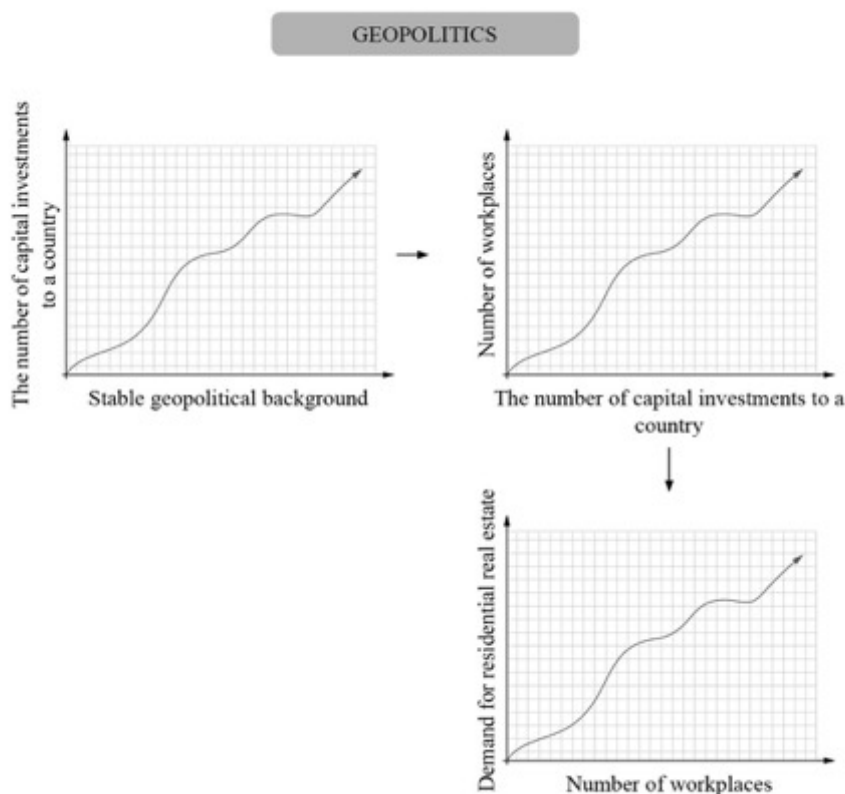 GEOPOLITICS
The number of capital investments
to a country
Stable geopolitical background
Number of workplaces
The number of capital investments to a
country
Demand for residential real estate
Number of workplaces